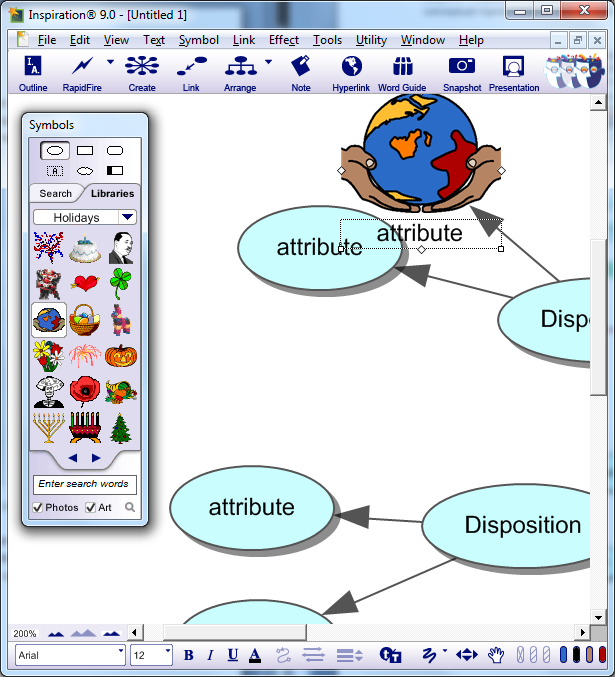 Inspiration® 9.0 - [Untitled 1]
File Edit View Text Symbol Link Effect Tools Utility Window Help
Outline RapidFire Create Link Arrange Note Hyperlink Word Guide Snapshot Presentation
Symbols
Search Libraries
Holidays
Enter search words
Photos Art
attribute
attribute
Dispo
attribute
Disposition
200%
Arial 12 B I U A